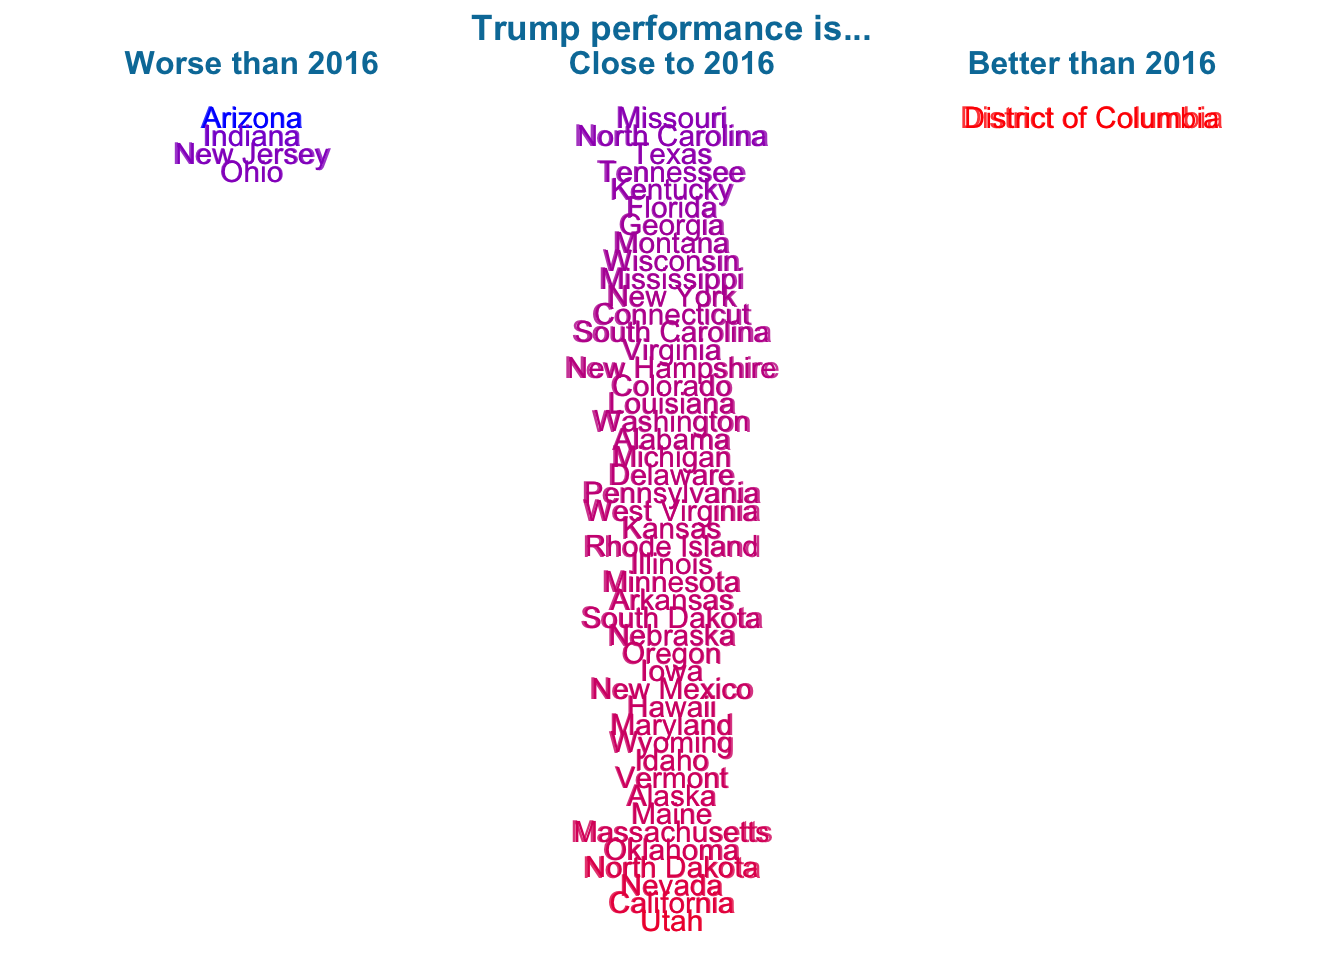 Trump performance is...
Worse than 2016 Close to 2016 Better than 2016
Arizona Missouri District of Columbia
Indiana North Carolina
New Jersey Texas
Ohio Tennessee
Kentucky
Florida
Georgia
Montana
Wisconsin
Mississippi
New York
Connecticut
South Carolina
Virginia
New Hampshire
Colorado
Louisiana
Washington
Alabama
Michigan
Delaware
Pennsylvania
West Virginia
Kansas
Rhode Island
Illinois
Minnesota
Arkansas
South Dakota
Nebraska
Oregon
Iowa
New Mexico
Hawaii
Maryland
Wyoming
Idaho
Vermont
Alaska
Maine
Massachusetts
Oklahoma
North Dakota
Nevada
California
Utah